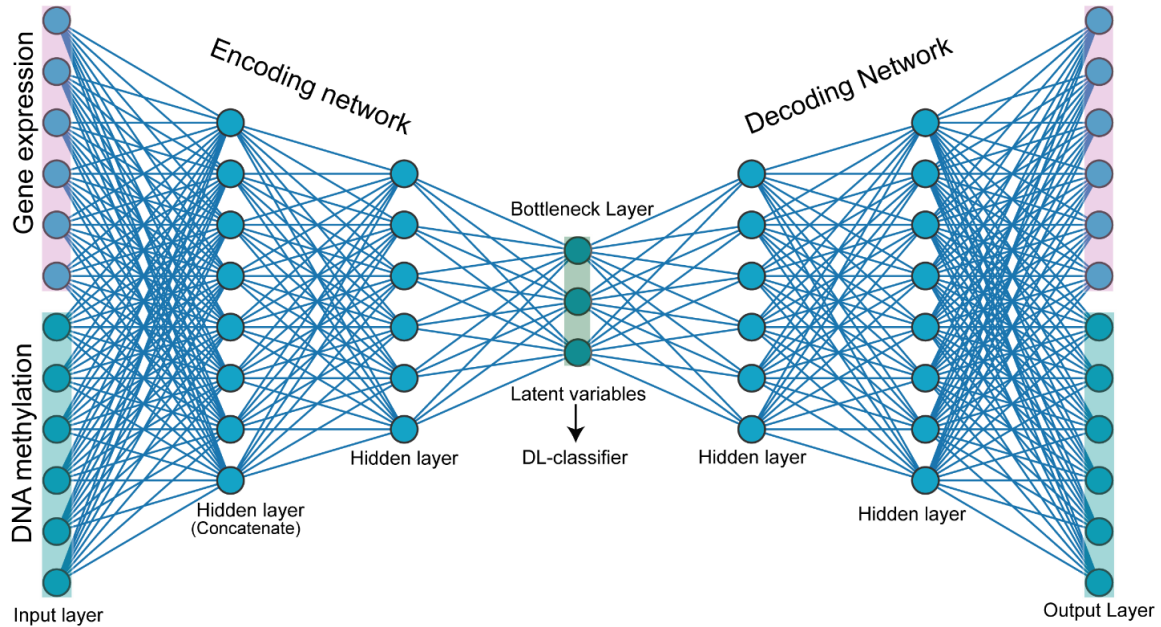 Gene expression
DNA methylation
Input layer
Encoding network
Hidden layer
(Concatenate)
Hidden layer
Bottleneck Layer
Latent variables
DL-classifier
Decoding Network
Hidden layer
Hidden layer
Output Layer